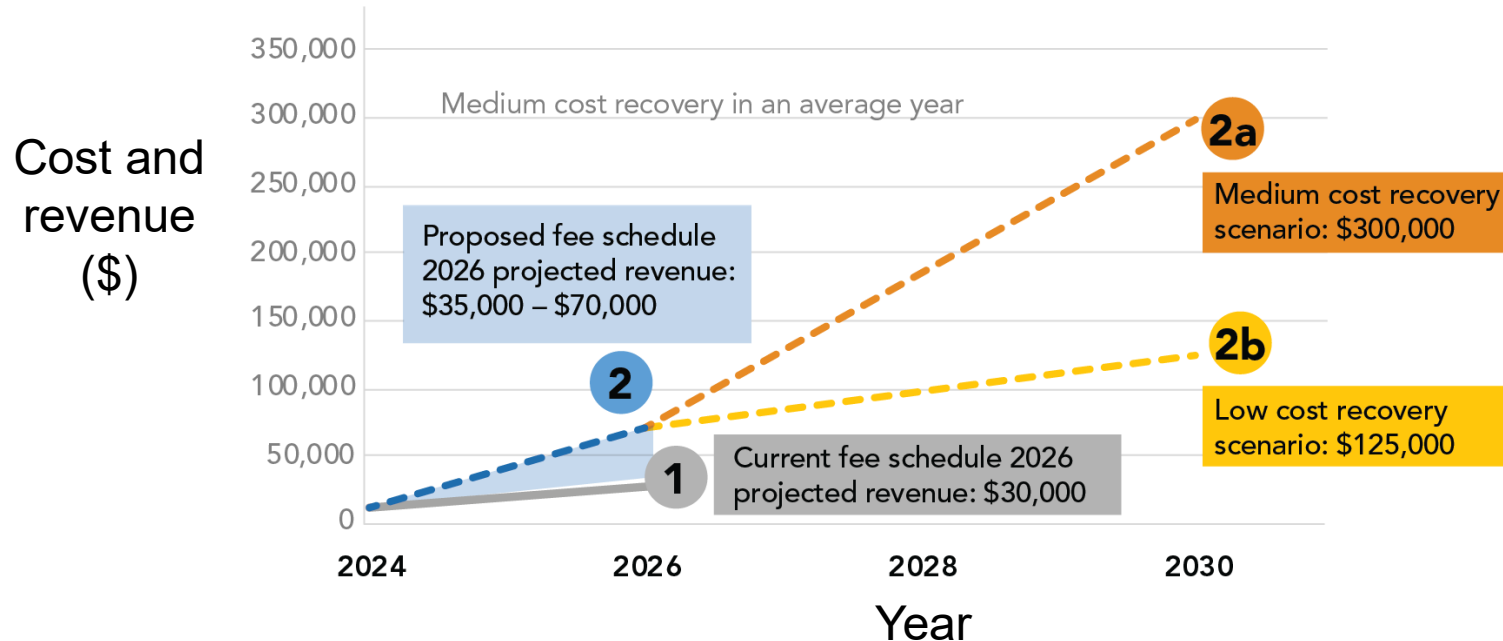 Cost and
revenue
($)
350,000
300,000
250,000
200,000
150,000
100,000
50,000
0
Medium cost recovery in an average year
Proposed fee schedule
2026 projected revenue:
$35,000 – $70,000
2
1
Current fee schedule 2026
projected revenue: $30,000
2a
Medium cost recovery
scenario: $300,000
2b
Low cost recovery
scenario: $125,000
2024
2026
2028
2030
Year